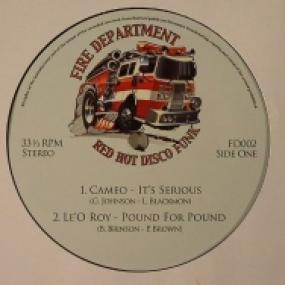 FIRE DEPARTMENT
RED HOT DISCO FUNK
33⅓ RPM
STEREO
FD002
SIDE ONE
1. CAMEO - IT'S SERIOUS
(G. JOHNSON - L. BLACKMON)
2. LE'O ROY - POUND FOR POUND
(B. BRINSON - F. BROWN)